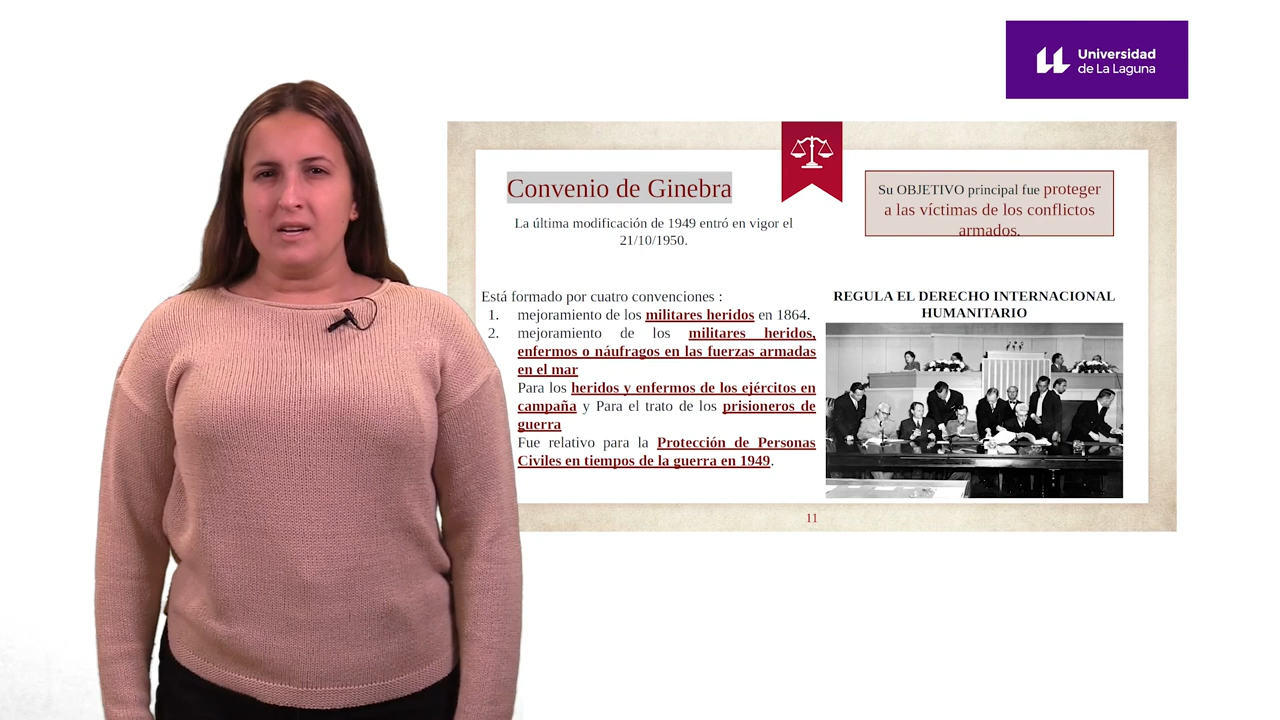 Universidad
de La Laguna
Convenio de Ginebra
La última modificación de 1949 entró en vigor el
21/10/1950.
Su OBJETIVO principal fue proteger
a las víctimas de los conflictos
armados.
Está formado por cuatro convenciones :
1. mejoramiento de los militares heridos en 1864.
2. mejoramiento de los militares heridos,
enfermos o náufragos en las fuerzas armadas
en el mar
Para los heridos y enfermos de los ejércitos en
campaña y Para el trato de los prisioneros de
guerra
Fue relativo para la Protección de Personas
Civiles en tiempos de la guerra en 1949.
REGULA EL DERECHO INTERNACIONAL
HUMANITARIO
11